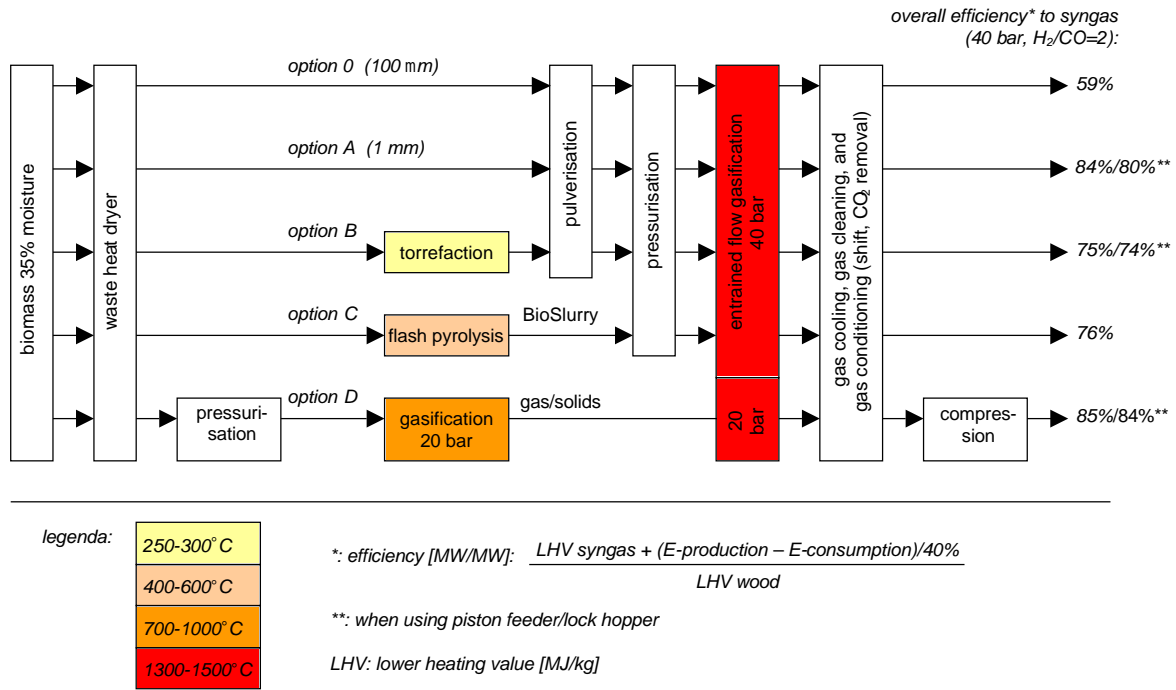 overall efficiency* to syngas
(40 bar, H₂/CO=2):
biomass 35% moisture
waste heat dryer
option 0 (100 mm)
pulverisation
pressurisation
entrained flow gasification
40 bar
gas cooling, gas cleaning, and
gas conditioning (shift, CO₂ removal)
59%
option A (1 mm)
84%/80%**
option B
torrefaction
75%/74%**
option C
flash pyrolysis
BioSlurry
76%
pressuri-
sation
option D
gasification
20 bar
gas/solids
20
bar
compres-
sion
85%/84%**
legenda:
250-300°C
400-600°C
700-1000°C
1300-1500°C
*: efficiency [MW/MW]:
LHV syngas + (E-production – E-consumption)/40%
LHV wood
**: when using piston feeder/lock hopper
LHV: lower heating value [MJ/kg]